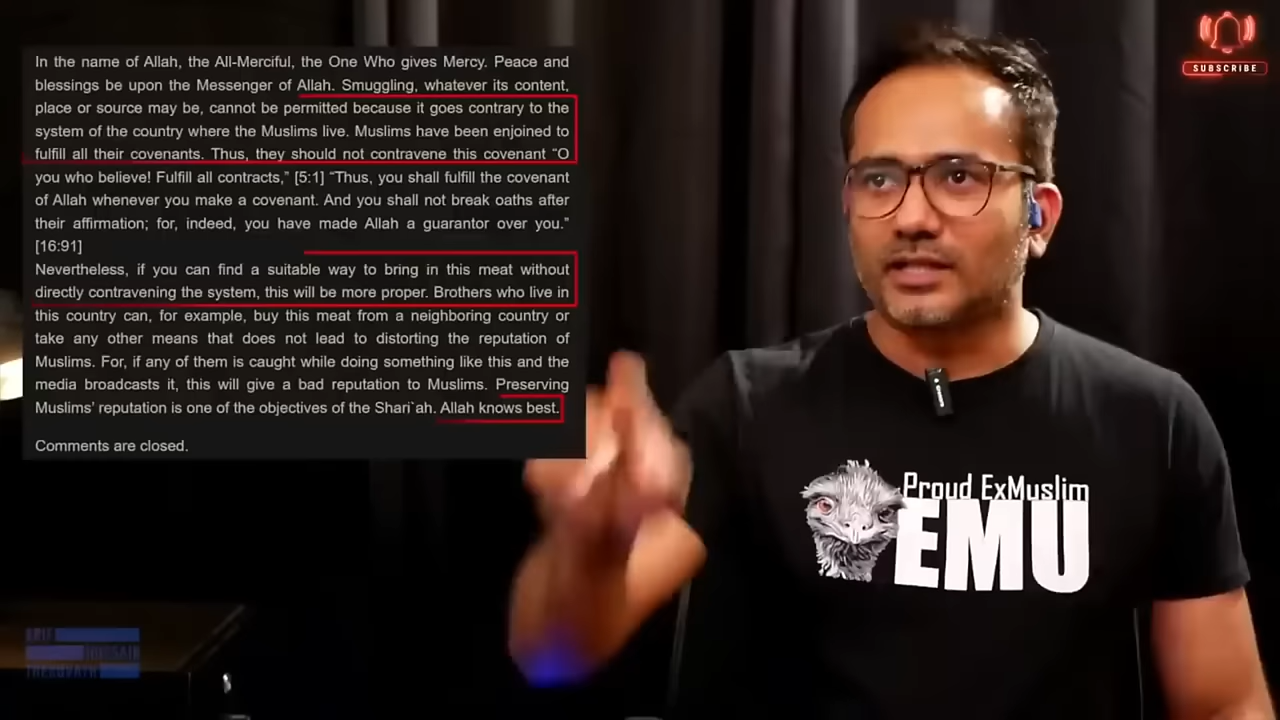 In the name of Allah, the All-Merciful, the One Who gives Mercy. Peace and
blessings be upon the Messenger of Allah. Smuggling, whatever its content,
place or source may be, cannot be permitted because it goes contrary to the
system of the country where the Muslims live. Muslims have been enjoined to
fulfill all their covenants. Thus, they should not contravene this covenant “O
you who believe! Fulfill all contracts,” [5:1] “Thus, you shall fulfill the covenant
of Allah whenever you make a covenant. And you shall not break oaths after
their affirmation; for, indeed, you have made Allah a guarantor over you.”
[16:91]
Nevertheless, if you can find a suitable way to bring in this meat without
directly contravening the system, this will be more proper. Brothers who live in
this country can, for example, buy this meat from a neighboring country or
take any other means that does not lead to distorting the reputation of
Muslims. For, if any of them is caught while doing something like this and the
media broadcasts it, this will give a bad reputation to Muslims. Preserving
Muslims’ reputation is one of the objectives of the Shari`ah. Allah knows best.
Comments are closed.
SUBSCRIBE
Proud ExMuslim
EMU